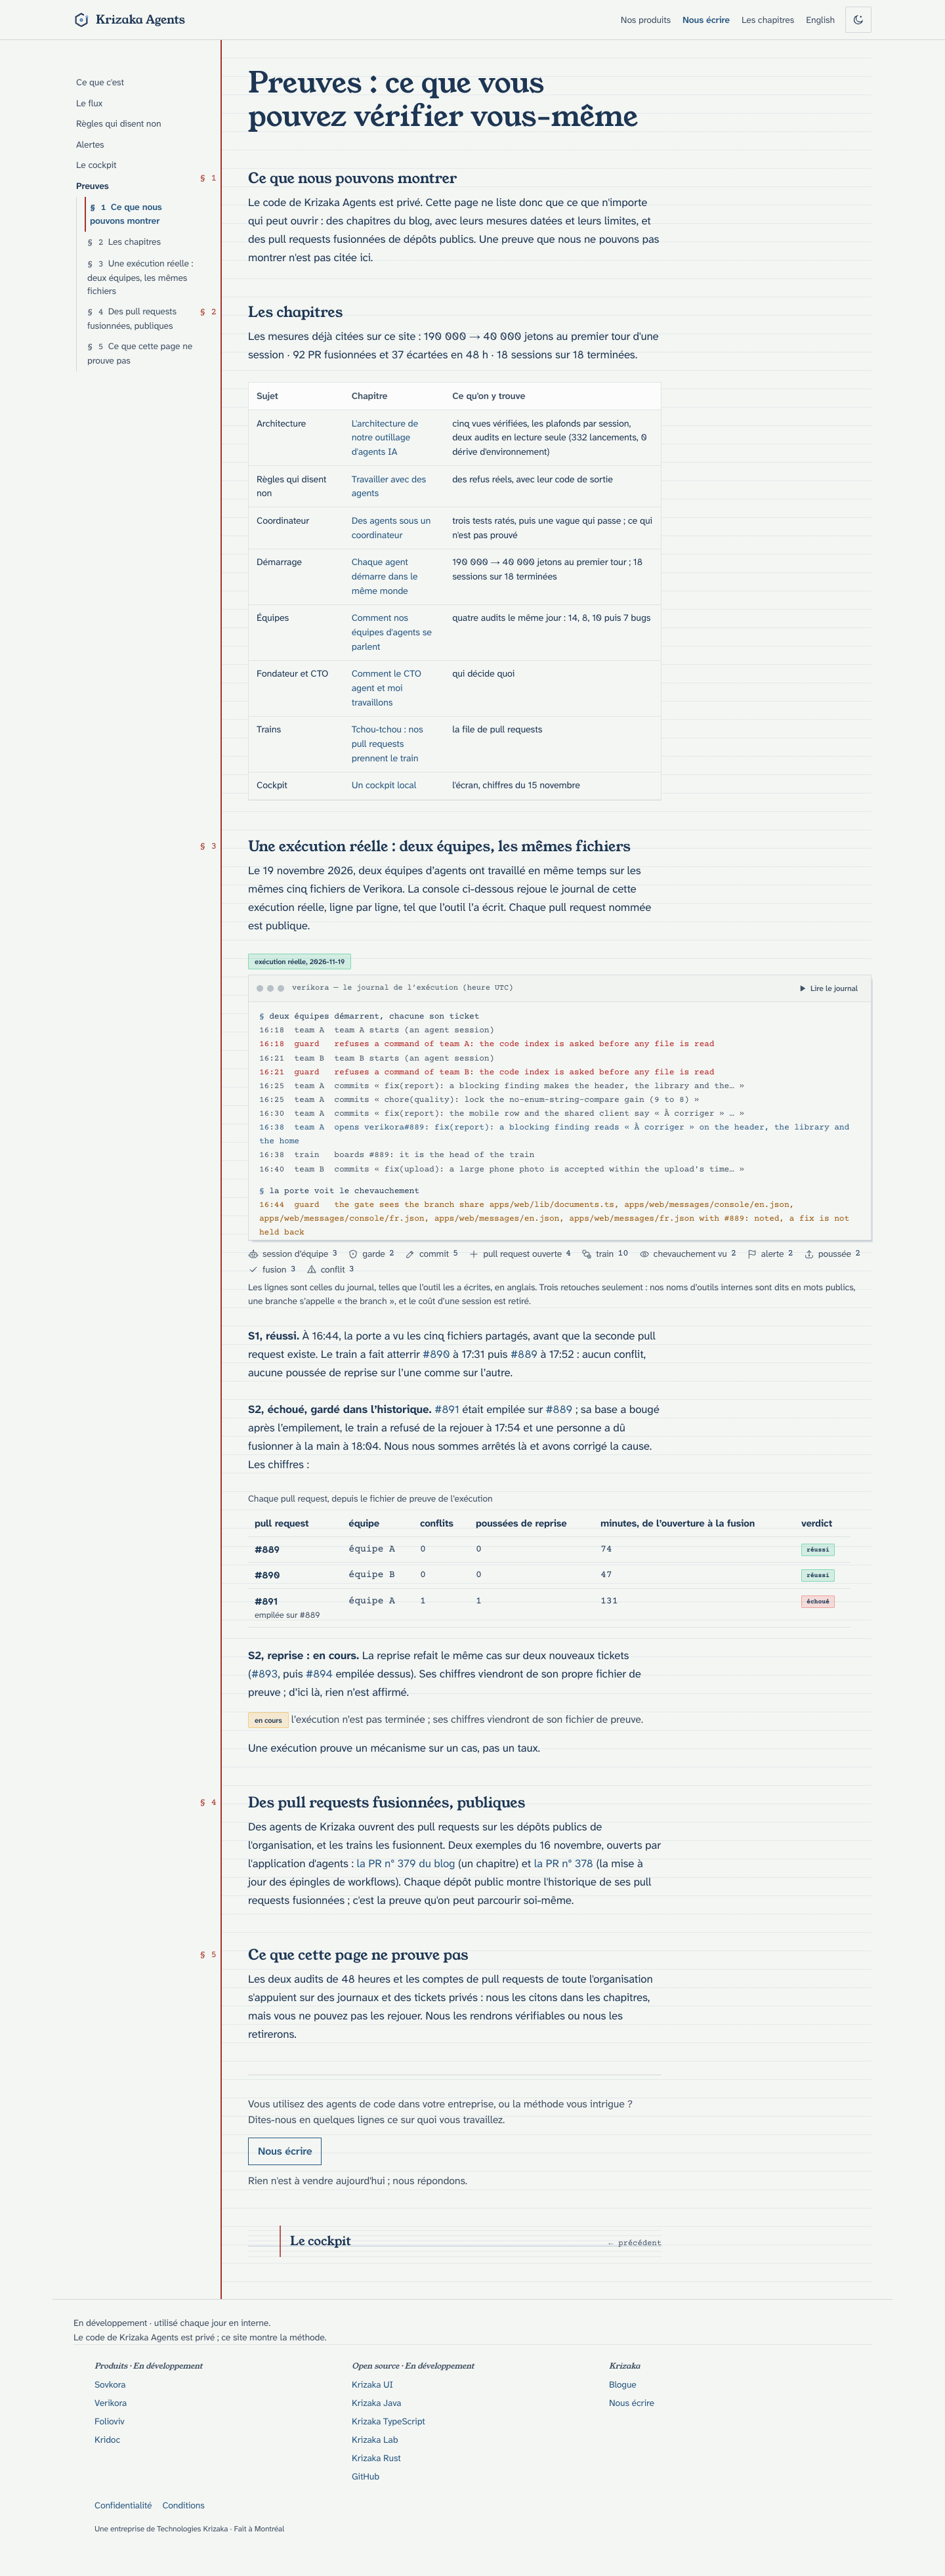 Krizaka Agents
Nos produits Nous écrire Les chapitres English
Ce que c'est
Le flux
Règles qui disent non
Alertes
Le cockpit
Preuves
§ 1 Ce que nous
pouvons montrer
§ 2 Les chapitres
§ 3 Une exécution réelle :
deux équipes, les mêmes
fichiers
§ 4 Des pull requests
fusionnées, publiques
§ 5 Ce que cette page ne
prouve pas
Preuves : ce que vous
pouvez vérifier vous-même
§ 1
Ce que nous pouvons montrer
Le code de Krizaka Agents est privé. Cette page ne liste donc que ce que n'importe
qui peut ouvrir : des chapitres du blog, avec leurs mesures datées et leurs limites, et
des pull requests fusionnées de dépôts publics. Une preuve que nous ne pouvons pas
montrer n'est pas citée ici.
§ 2
Les chapitres
Les mesures déjà citées sur ce site : 190 000 → 40 000 jetons au premier tour d'une
session · 92 PR fusionnées et 37 écartées en 48 h · 18 sessions sur 18 terminées.
Sujet Chapitre Ce qu'on y trouve
Architecture L'architecture de cinq vues vérifiées, les plafonds par session,
notre outillage deux audits en lecture seule (332 lancements, 0
d'agents IA dérive d'environnement)
Règles qui disent Travailler avec des des refus réels, avec leur code de sortie
non agents
Coordinateur Des agents sous un trois tests ratés, puis une vague qui passe ; ce qui
coordinateur n'est pas prouvé
Démarrage Chaque agent 190 000 → 40 000 jetons au premier tour ; 18
démarre dans le sessions sur 18 terminées
même monde
Équipes Comment nos quatre audits le même jour : 14, 8, 10 puis 7 bugs
équipes d'agents se
parlent
Fondateur et CTO Comment le CTO qui décide quoi
agent et moi
travaillons
Trains Tchou-tchou : nos la file de pull requests
pull requests
prennent le train
Cockpit Un cockpit local l'écran, chiffres du 15 novembre
§ 3
Une exécution réelle : deux équipes, les mêmes fichiers
Le 19 novembre 2026, deux équipes d'agents ont travaillé en même temps sur les
mêmes cinq fichiers de Verikora. La console ci-dessous rejoue le journal de cette
exécution réelle, ligne par ligne, tel que l'outil l'a écrit. Chaque pull request nommée
est publique.
exécution réelle, 2026-11-19
verikora — le journal de l'exécution (heure UTC) ▶ Lire le journal
§ deux équipes démarrent, chacune son ticket
16:18 team A team A starts (an agent session)
16:18 guard refuses a command of team A: the code index is asked before any file is read
16:21 team B team B starts (an agent session)
16:21 guard refuses a command of team B: the code index is asked before any file is read
16:25 team A commits « fix(report): a blocking finding makes the header, the library and the… »
16:25 team A commits « chore(quality): lock the no-enum-string-compare gain (9 to 8) »
16:30 team A commits « fix(report): the mobile row and the shared client say « À corriger » … »
16:38 team A opens verikora#889: fix(report): a blocking finding reads « À corriger » on the header, the library and
the home
16:38 train boards #889: it is the head of the train
16:40 team B commits « fix(upload): a large phone photo is accepted within the upload's time… »
§ la porte voit le chevauchement
16:44 guard the gate sees the branch share apps/web/lib/documents.ts, apps/web/messages/console/en.json,
apps/web/messages/console/fr.json, apps/web/messages/en.json, apps/web/messages/fr.json with #889: noted, a fix is not
held back
session d'équipe 3 garde 2 commit 5 pull request ouverte 4 train 10 chevauchement vu 2 alerte 2 poussée 2
fusion 3 conflit 3
Les lignes sont celles du journal, telles que l'outil les a écrites, en anglais. Trois retouches seulement : nos noms d'outils internes sont dits en mots publics,
une branche s'appelle « the branch », et le coût d'une session est retiré.
S1, réussi. À 16:44, la porte a vu les cinq fichiers partagés, avant que la seconde pull
request existe. Le train a fait atterrir #890 à 17:31 puis #889 à 17:52 : aucun conflit,
aucune poussée de reprise sur l'une comme sur l'autre.
S2, échoué, gardé dans l'historique. #891 était empilée sur #889 ; sa base a bougé
après l'empilement, le train a refusé de la rejouer à 17:54 et une personne a dû
fusionner à la main à 18:04. Nous nous sommes arrêtés là et avons corrigé la cause.
Les chiffres :
Chaque pull request, depuis le fichier de preuve de l'exécution
pull request équipe conflits poussées de reprise minutes, de l'ouverture à la fusion verdict
#889 équipe A 0 0 74 réussi
#890 équipe B 0 0 47 réussi
#891 équipe A 1 1 131 échoué
empilée sur #889
S2, reprise : en cours. La reprise refait le même cas sur deux nouveaux tickets
(#893, puis #894 empilée dessus). Ses chiffres viendront de son propre fichier de
preuve ; d'ici là, rien n'est affirmé.
en cours l'exécution n'est pas terminée ; ses chiffres viendront de son fichier de preuve.
Une exécution prouve un mécanisme sur un cas, pas un taux.
§ 4
Des pull requests fusionnées, publiques
Des agents de Krizaka ouvrent des pull requests sur les dépôts publics de
l'organisation, et les trains les fusionnent. Deux exemples du 16 novembre, ouverts par
l'application d'agents : la PR n° 379 du blog (un chapitre) et la PR n° 378 (la mise à
jour des épingles de workflows). Chaque dépôt public montre l'historique de ses pull
requests fusionnées ; c'est la preuve qu'on peut parcourir soi-même.
§ 5
Ce que cette page ne prouve pas
Les deux audits de 48 heures et les comptes de pull requests de toute l'organisation
s'appuient sur des journaux et des tickets privés : nous les citons dans les chapitres,
mais vous ne pouvez pas les rejouer. Nous les rendrons vérifiables ou nous les
retirerons.
Vous utilisez des agents de code dans votre entreprise, ou la méthode vous intrigue ?
Dites-nous en quelques lignes ce sur quoi vous travaillez.
Nous écrire
Rien n'est à vendre aujourd'hui ; nous répondons.
Le cockpit ← précédent
En développement · utilisé chaque jour en interne.
Le code de Krizaka Agents est privé ; ce site montre la méthode.
Produits · En développement Open source · En développement Krizaka
Sovkora Krizaka UI Blogue
Verikora Krizaka Java Nous écrire
Folioviv Krizaka TypeScript
Kridoc Krizaka Lab
Krizaka Rust
GitHub
Confidentialité Conditions
Une entreprise de Technologies Krizaka · Fait à Montréal